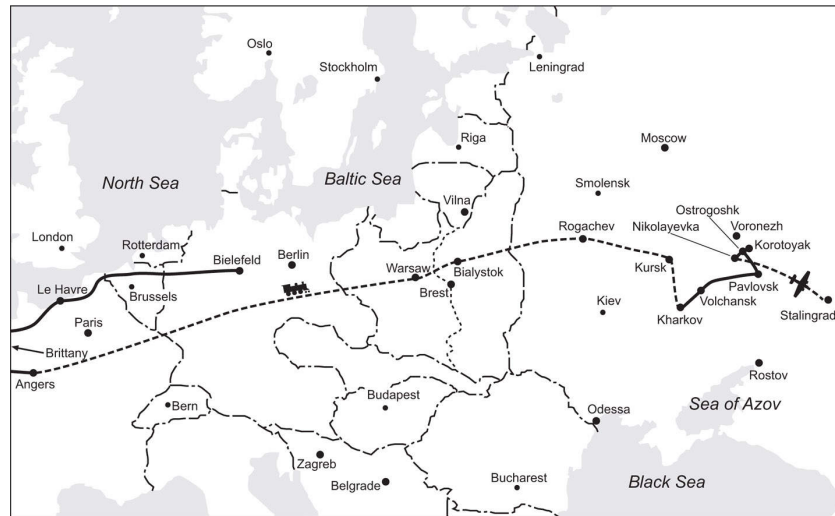 Oslo
Stockholm
Leningrad
Riga
Moscow
North Sea
Baltic Sea
Smolensk
Vilna
Ostrogoshk
London
Rotterdam
Rogachev
Nikolayevka
Voronezh
Korotoyak
Bielefeld
Berlin
Warsaw
Bialystok
Kursk
Le Havre
Brussels
Brest
Pavlovsk
Volchansk
Paris
Kiev
Kharkov
Stalingrad
Brittany
Angers
Rostov
Bern
Budapest
Odessa
Sea of Azov
Zagreb
Belgrade
Bucharest
Black Sea